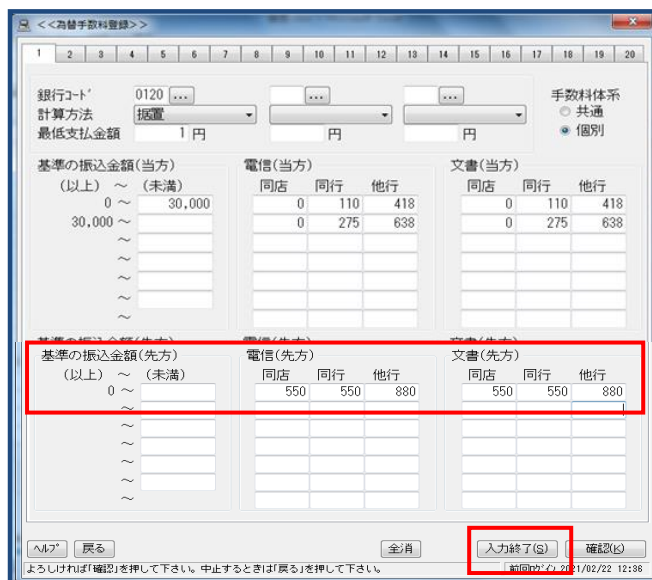 <<為替手数料登録>>
1 2 3 4 5 6 7 8 9 10 11 12 13 14 15 16 17 18 19 20
銀行ｺｰﾄﾞ 0120 ... ... ... 手数料体系
計算方法 据置 共通
最低支払金額 1 円 円 円 個別
基準の振込金額(当方) 電信(当方) 文書(当方)
(以上) ～ (未満) 同店 同行 他行 同店 同行 他行
0 ～ 30,000 0 110 418 0 110 418
30,000 ～ 0 275 638 0 275 638
～
～
～
～
～
基準の振込金額(先方) 電信(先方) 文書(先方)
(以上) ～ (未満) 同店 同行 他行 同店 同行 他行
0 ～ 550 550 880 550 550 880
～
～
～
～
～
～
ﾍﾙﾌﾟ 戻る 全消 入力終了(S) 確認(K)
よろしければ「確認」を押して下さい。中止するときは「戻る」を押して下さい。 前回ﾛｸﾞｲﾝ 2021/02/22 12:36